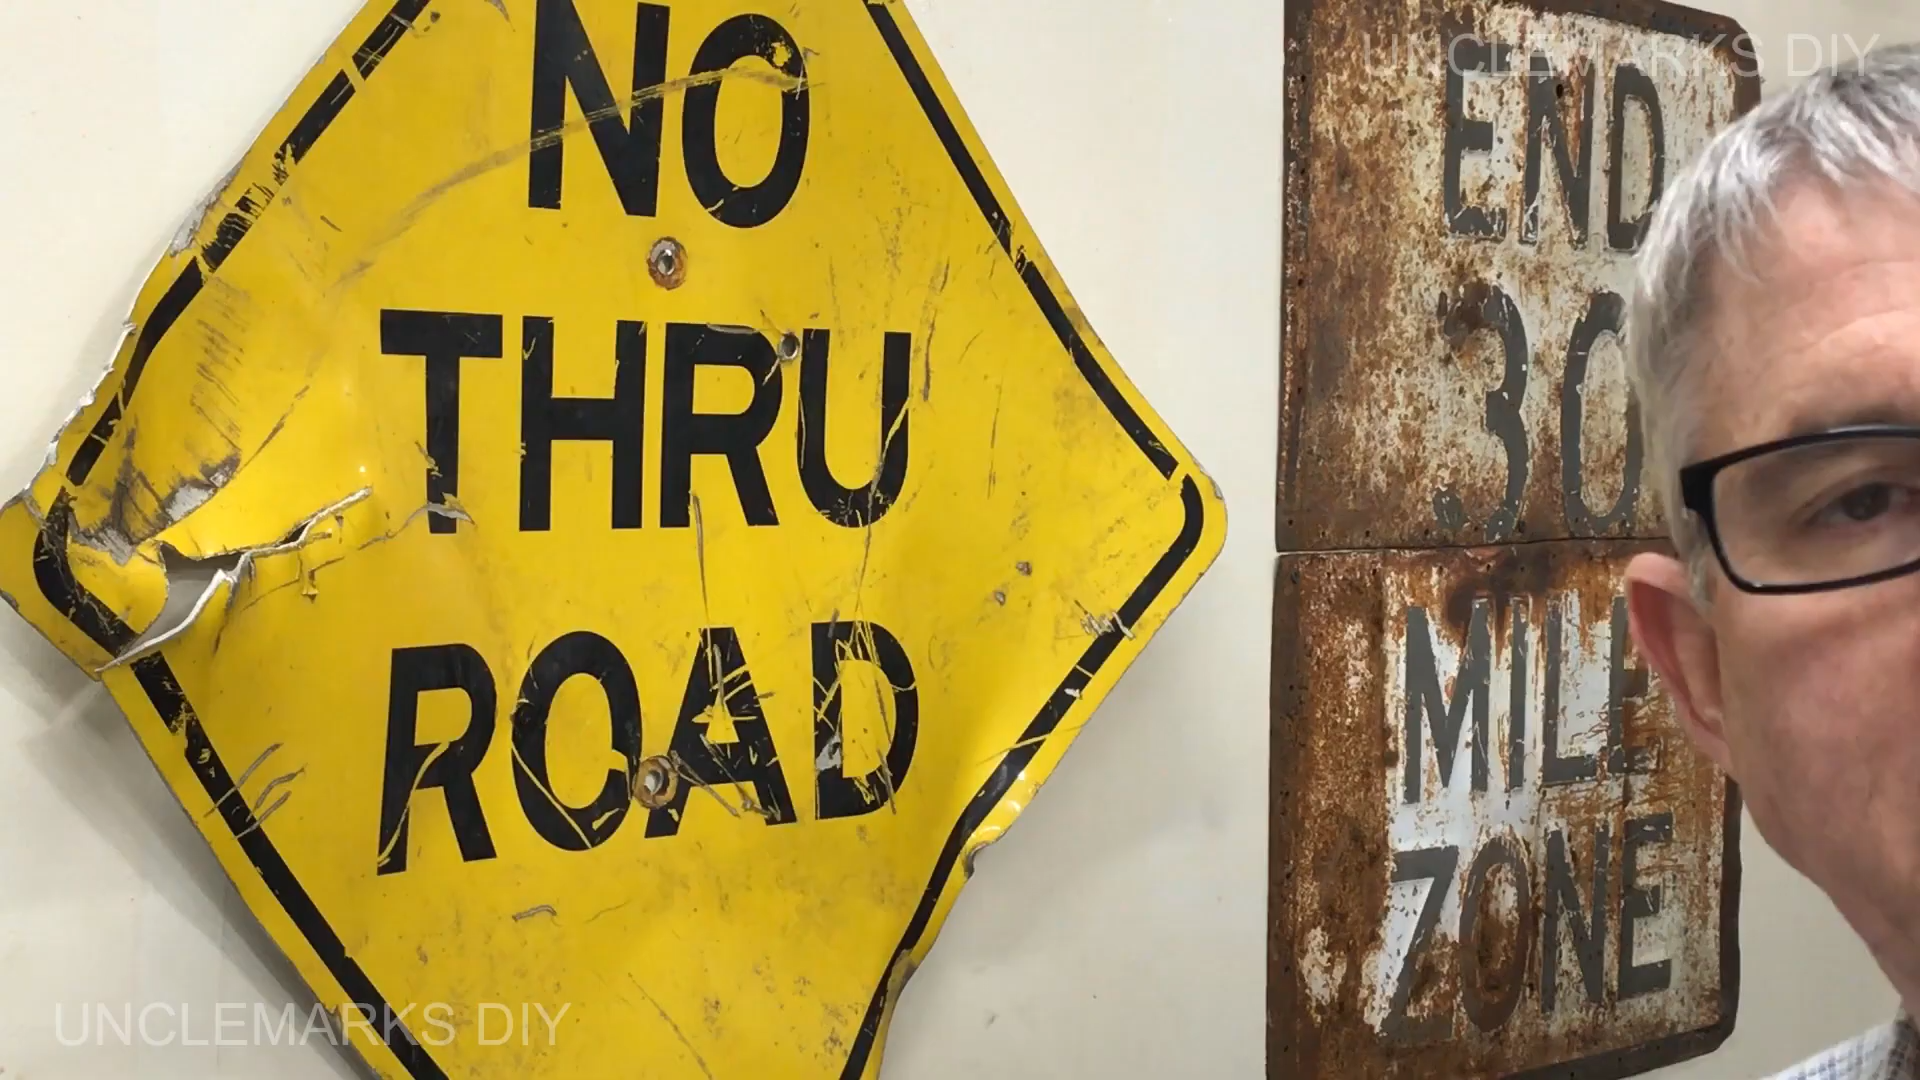 NO
THRU
ROAD
END
30
MILE
ZONE
UNCLEMARKS DIY
UNCLEMARKS DIY